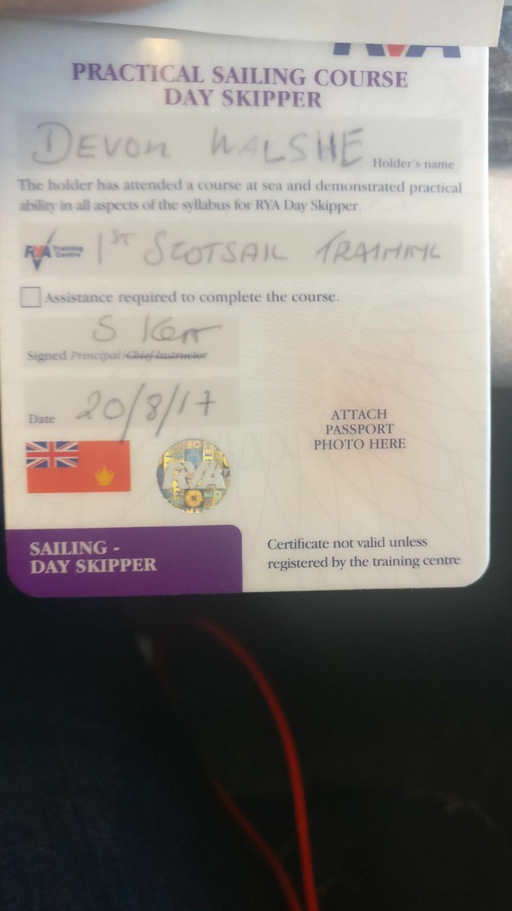 RYA
PRACTICAL SAILING COURSE
DAY SKIPPER
DEVON WALSHE
Holder's name
The holder has attended a course at sea and demonstrated practical
ability in all aspects of the syllabus for RYA Day Skipper.
RYA Training Centre 1ST SCOTSAIL TRAINING
Assistance required to complete the course.
S Kerr
Signed Principal/Chief Instructor
Date 20/8/17
ATTACH
PASSPORT
PHOTO HERE
RYA
SAILING -
DAY SKIPPER
Certificate not valid unless
registered by the training centre